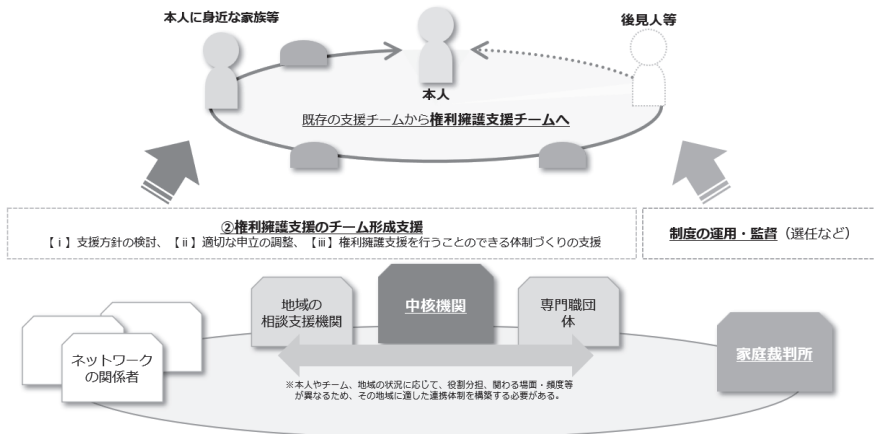 本人に身近な家族等
後見人等
本人
既存の支援チームから権利擁護支援チームへ
②権利擁護支援のチーム形成支援
【ⅰ】支援方針の検討、【ⅱ】適切な申立の調整、【ⅲ】権利擁護支援を行うことのできる体制づくりの支援
制度の運用・監督（選任など）
地域の
相談支援機関
中核機関
専門職団
体
ネットワーク
の関係者
家庭裁判所
※本人やチーム、地域の状況に応じて、役割分担、関わる場面・頻度等
が異なるため、その地域に適した連携体制を構築する必要がある。